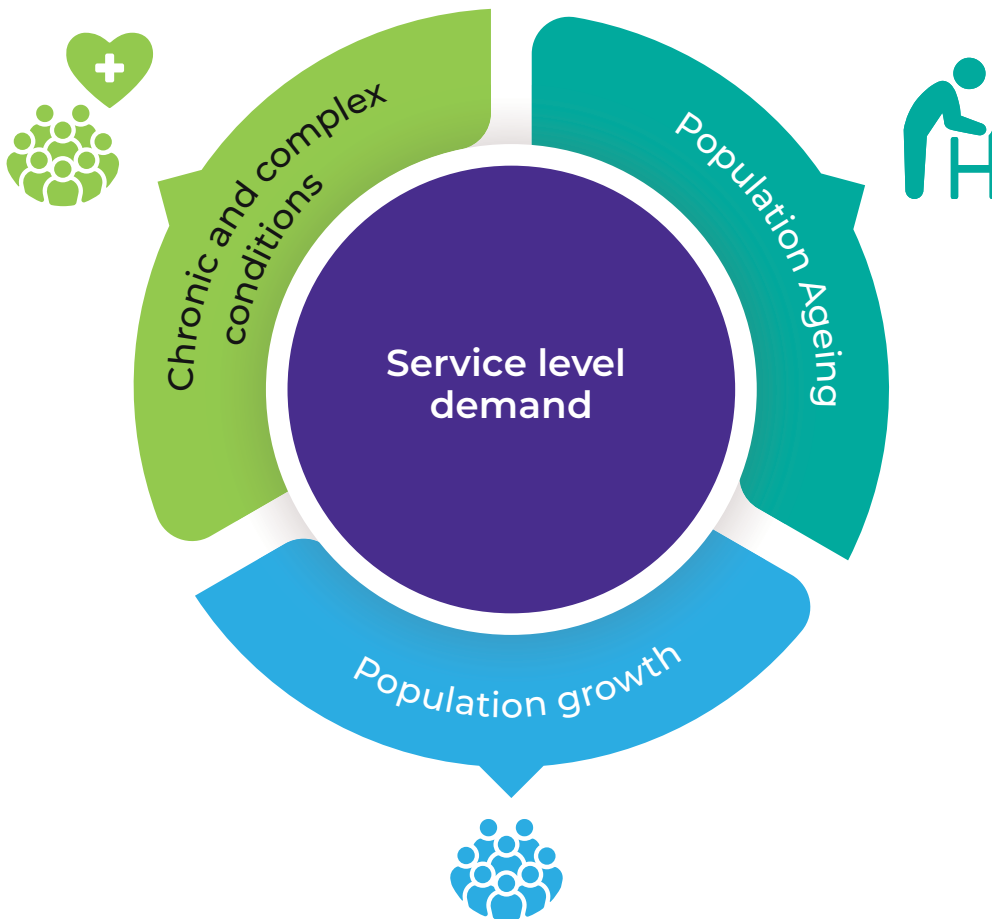 Chronic and complex
conditions
Population Ageing
Service level
demand
Population growth